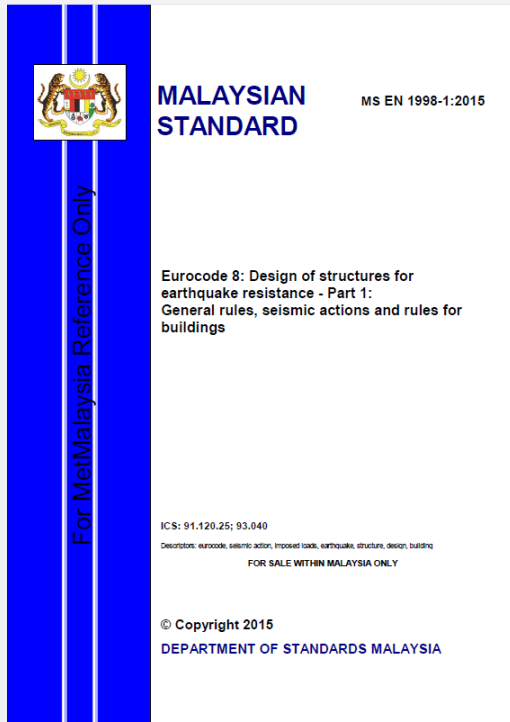 MALAYSIAN
STANDARD
MS EN 1998-1:2015
For MetMalaysia Reference Only
Eurocode 8: Design of structures for
earthquake resistance - Part 1:
General rules, seismic actions and rules for
buildings
ICS: 91.120.25; 93.040
Descriptors: eurocode, seismic action, imposed loads, earthquake, structure, design, building
FOR SALE WITHIN MALAYSIA ONLY
© Copyright 2015
DEPARTMENT OF STANDARDS MALAYSIA